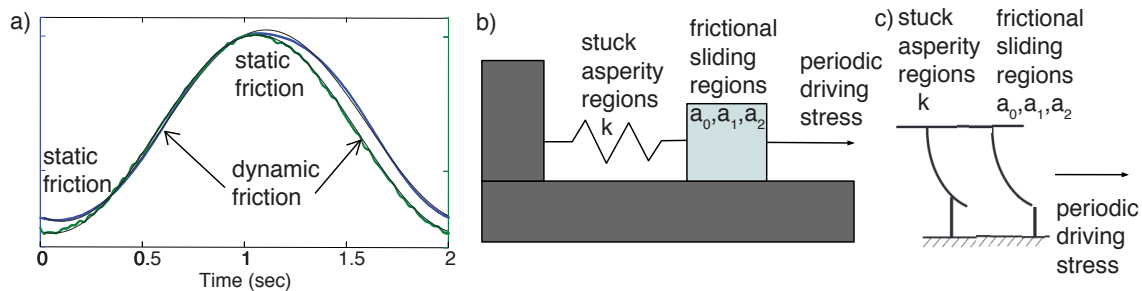 a)
static
friction
static
friction
dynamic
friction
0
0.5
1
1.5
2
Time (sec)
b)
stuck
asperity
regions
k
frictional
sliding
regions
a0,a1,a2
periodic
driving
stress
c)
stuck
asperity
regions
k
frictional
sliding
regions
a0,a1,a2
periodic
driving
stress